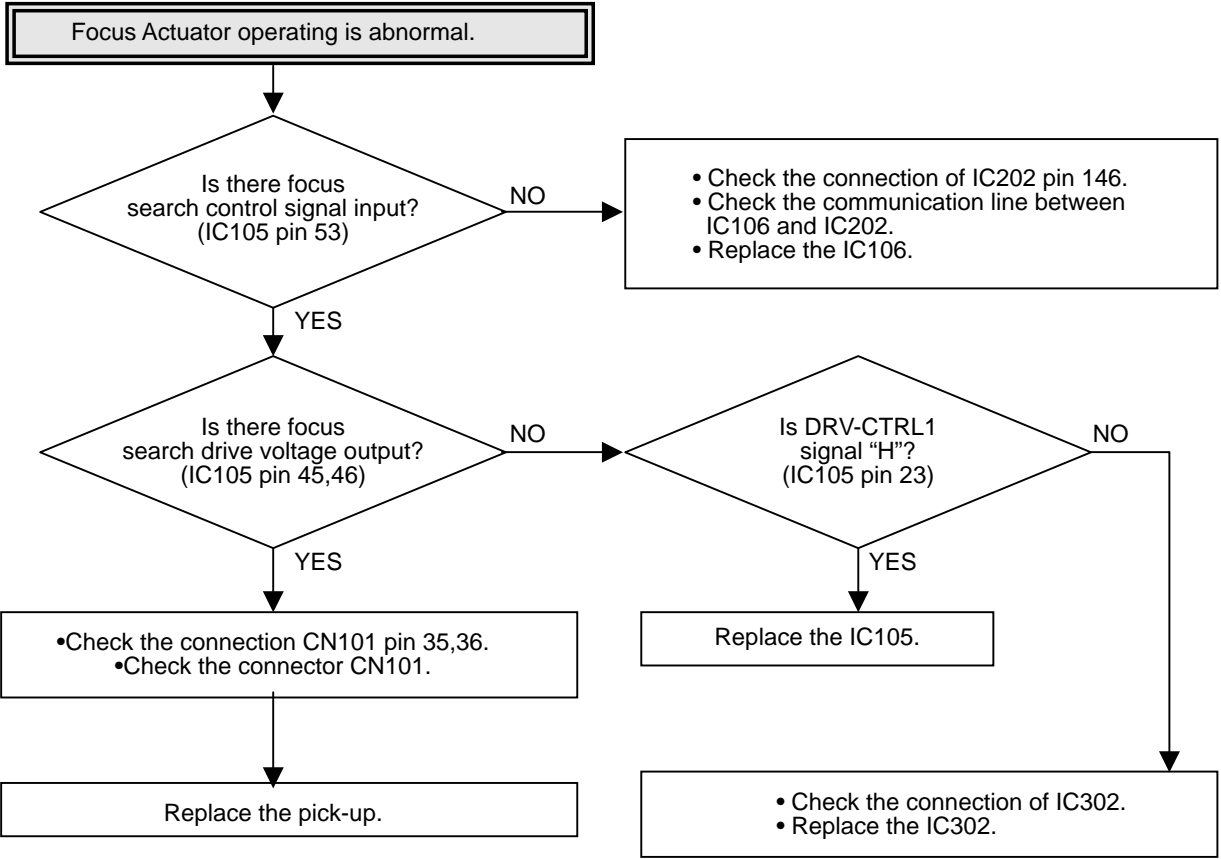 Focus Actuator operating is abnormal.
Is there focus
search control signal input?
(IC105 pin 53)
NO
• Check the connection of IC202 pin 146.
• Check the communication line between
IC106 and IC202.
• Replace the IC106.
YES
Is there focus
search drive voltage output?
(IC105 pin 45,46)
NO
Is DRV-CTRL1
signal “H”?
(IC105 pin 23)
NO
YES
YES
•Check the connection CN101 pin 35,36.
•Check the connector CN101.
Replace the IC105.
Replace the pick-up.
• Check the connection of IC302.
• Replace the IC302.